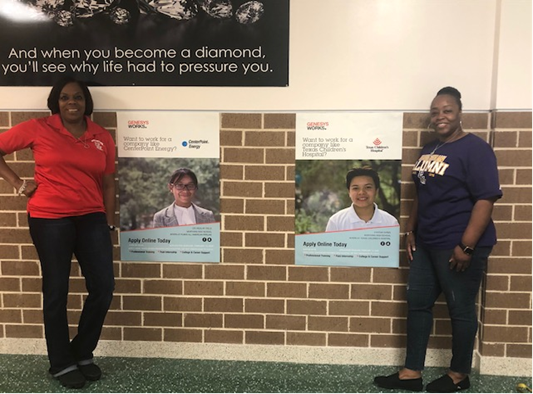 And when you become a diamond,
you'll see why life had to pressure you.
GENESYS
WORKS
Want to work for a
company like
CenterPoint Energy?
CenterPoint
Energy
Apply Online Today
GENESYS
WORKS
Want to work for a
company like
Texas Children's
Hospital?
Texas Children's
Hospital
Apply Online Today
ALUMNI